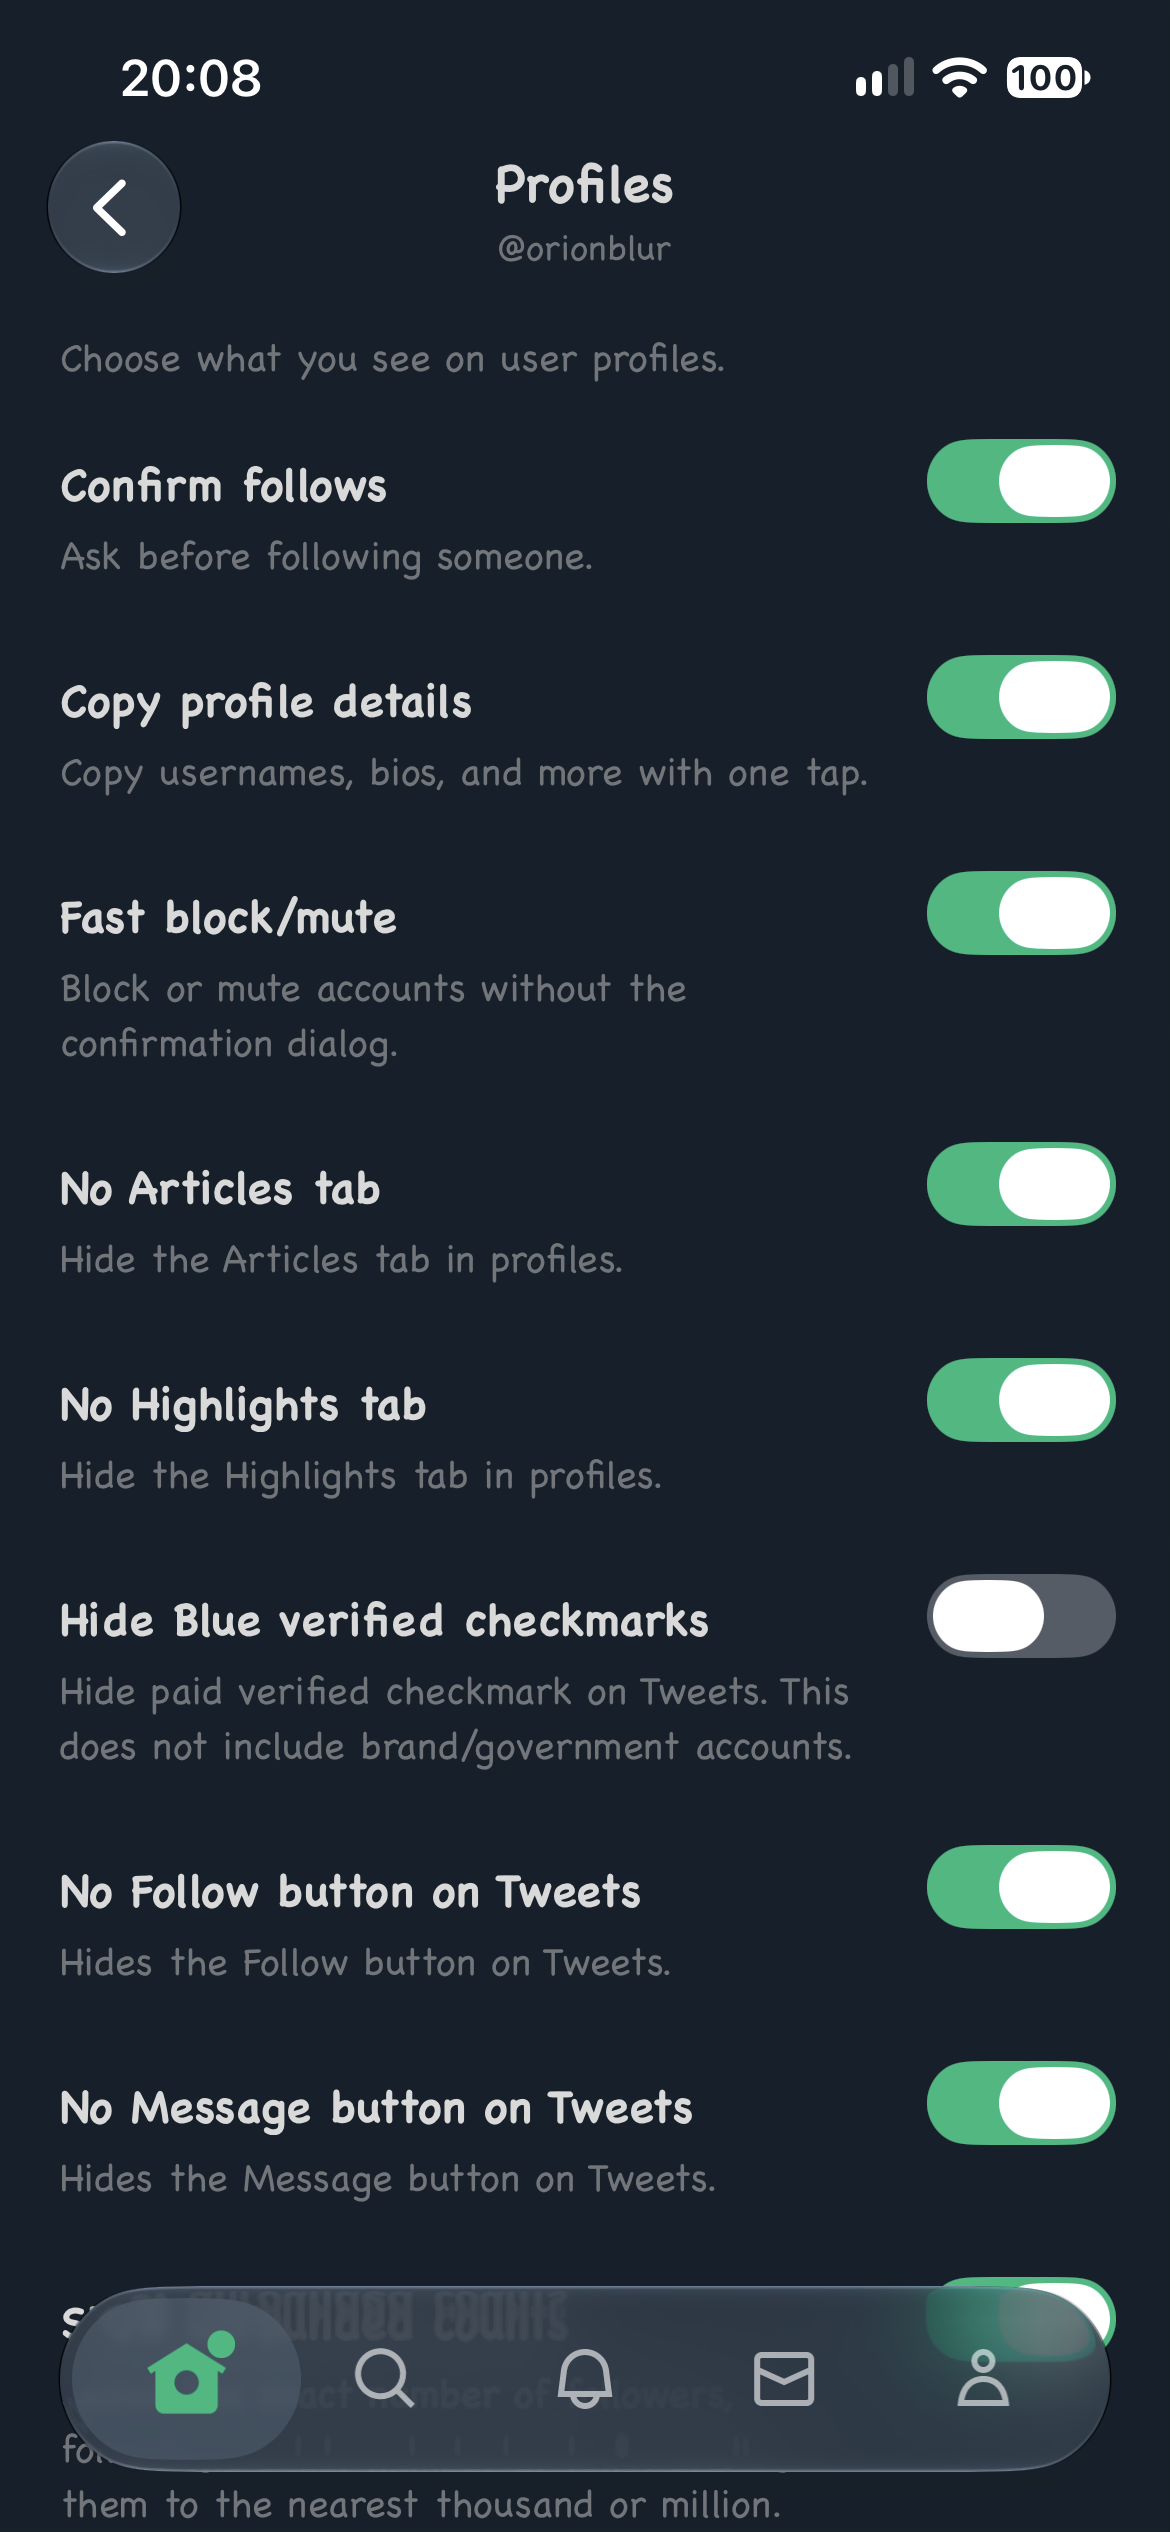 20:08
100
Profiles
@orionblur
Choose what you see on user profiles.
Confirm follows
Ask before following someone.
Copy profile details
Copy usernames, bios, and more with one tap.
Fast block/mute
Block or mute accounts without the
confirmation dialog.
No Articles tab
Hide the Articles tab in profiles.
No Highlights tab
Hide the Highlights tab in profiles.
Hide Blue verified checkmarks
Hide paid verified checkmark on Tweets. This
does not include brand/government accounts.
No Follow button on Tweets
Hides the Follow button on Tweets.
No Message button on Tweets
Hides the Message button on Tweets.
counts
number of followers,
them to the nearest thousand or million.